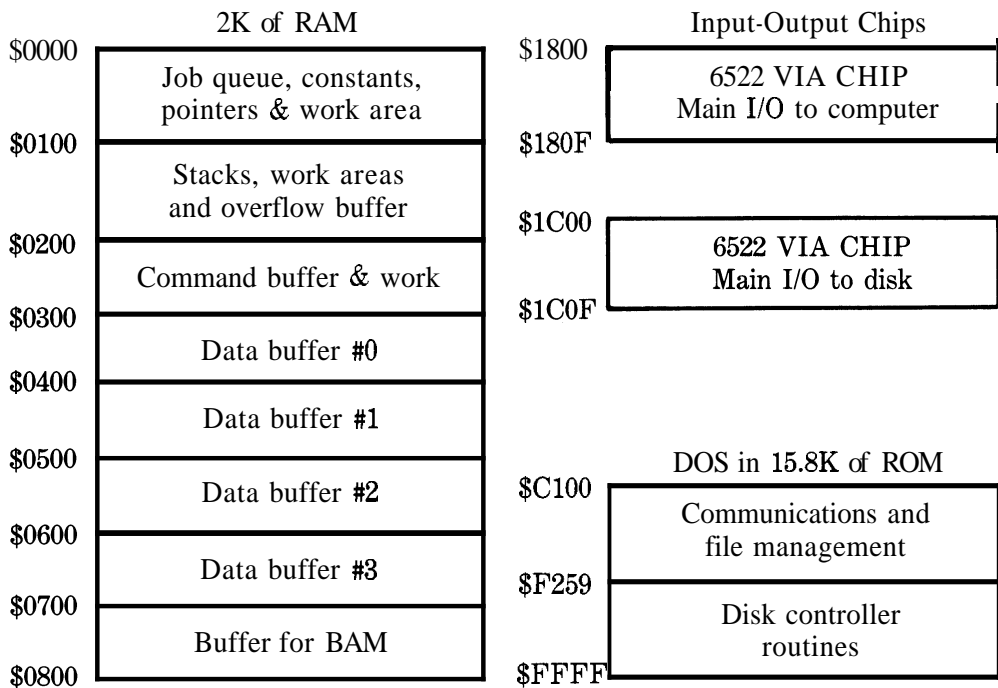 2K of RAM
$0000
Job queue, constants,
pointers & work area
$0100
Stacks, work areas
and overflow buffer
$0200
Command buffer & work
$0300
Data buffer #0
$0400
Data buffer #1
$0500
Data buffer #2
$0600
Data buffer #3
$0700
Buffer for BAM
$0800
Input-Output Chips
$1800
6522 VIA CHIP
Main I/O to computer
$180F
$1C00
6522 VIA CHIP
Main I/O to disk
$1C0F
DOS in 15.8K of ROM
$C100
Communications and
file management
$F259
Disk controller
routines
$FFFF